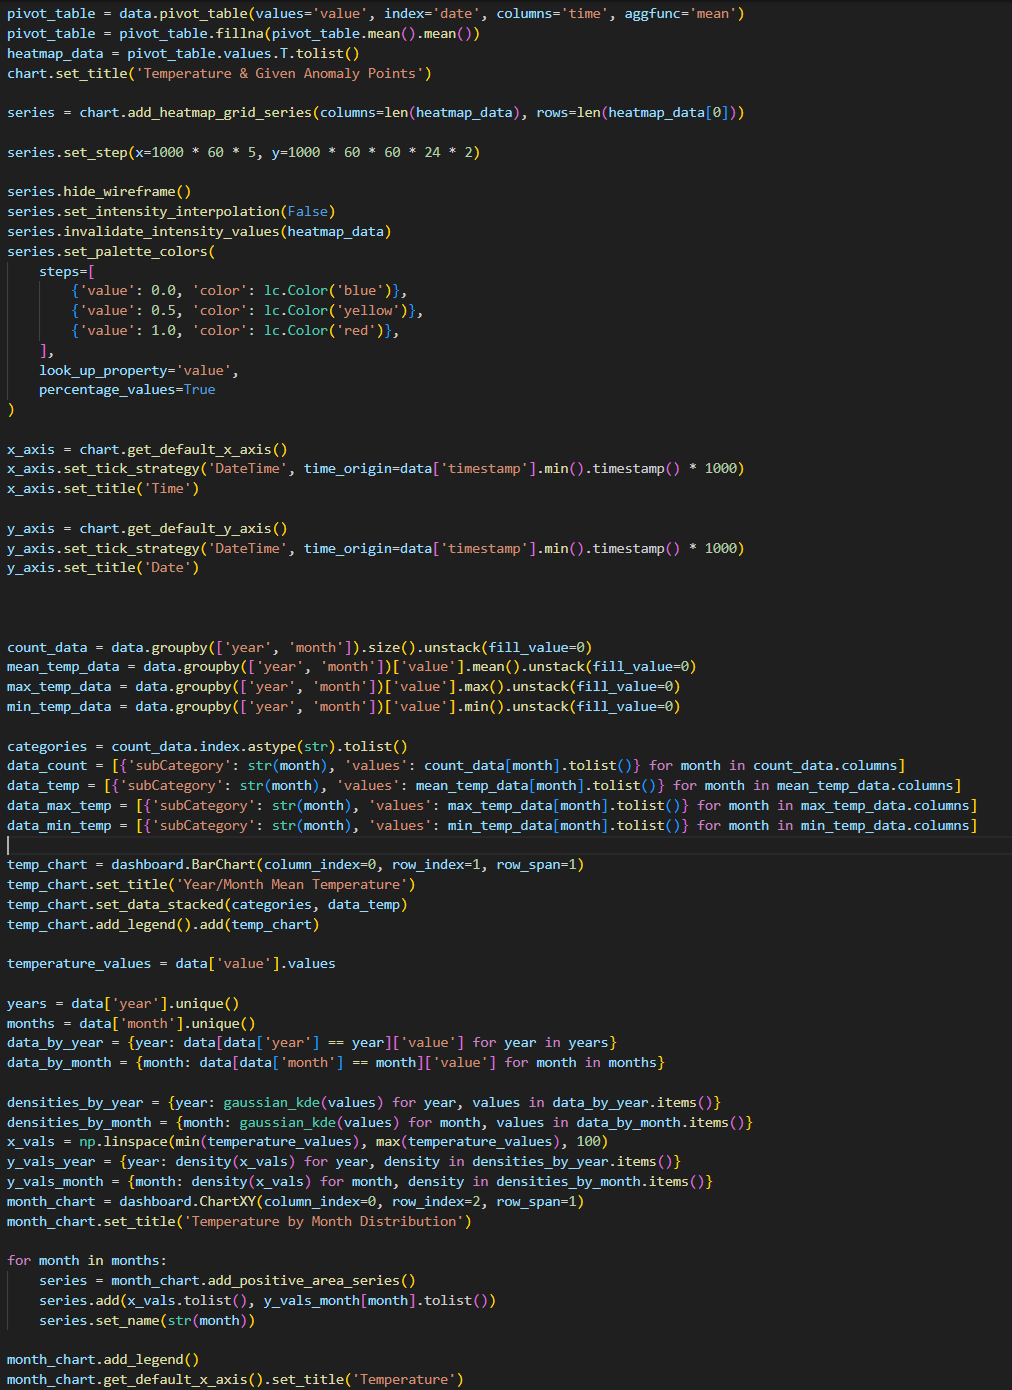 pivot_table = data.pivot_table(values='value', index='date', columns='time', aggfunc='mean')
pivot_table = pivot_table.fillna(pivot_table.mean().mean())
heatmap_data = pivot_table.values.T.tolist()
chart.set_title('Temperature & Given Anomaly Points')

series = chart.add_heatmap_grid_series(columns=len(heatmap_data), rows=len(heatmap_data[0]))

series.set_step(x=1000 * 60 * 5, y=1000 * 60 * 60 * 24 * 2)

series.hide_wireframe()
series.set_intensity_interpolation(False)
series.invalidate_intensity_values(heatmap_data)
series.set_palette_colors(
    steps=[
        {'value': 0.0, 'color': lc.Color('blue')},
        {'value': 0.5, 'color': lc.Color('yellow')},
        {'value': 1.0, 'color': lc.Color('red')},
    ],
    look_up_property='value',
    percentage_values=True
)

x_axis = chart.get_default_x_axis()
x_axis.set_tick_strategy('DateTime', time_origin=data['timestamp'].min().timestamp() * 1000)
x_axis.set_title('Time')

y_axis = chart.get_default_y_axis()
y_axis.set_tick_strategy('DateTime', time_origin=data['timestamp'].min().timestamp() * 1000)
y_axis.set_title('Date')

count_data = data.groupby(['year', 'month']).size().unstack(fill_value=0)
mean_temp_data = data.groupby(['year', 'month'])['value'].mean().unstack(fill_value=0)
max_temp_data = data.groupby(['year', 'month'])['value'].max().unstack(fill_value=0)
min_temp_data = data.groupby(['year', 'month'])['value'].min().unstack(fill_value=0)

categories = count_data.index.astype(str).tolist()
data_count = [{'subCategory': str(month), 'values': count_data[month].tolist()} for month in count_data.columns]
data_temp = [{'subCategory': str(month), 'values': mean_temp_data[month].tolist()} for month in mean_temp_data.columns]
data_max_temp = [{'subCategory': str(month), 'values': max_temp_data[month].tolist()} for month in max_temp_data.columns]
data_min_temp = [{'subCategory': str(month), 'values': min_temp_data[month].tolist()} for month in min_temp_data.columns]

temp_chart = dashboard.BarChart(column_index=0, row_index=1, row_span=1)
temp_chart.set_title('Year/Month Mean Temperature')
temp_chart.set_data_stacked(categories, data_temp)
temp_chart.add_legend().add(temp_chart)

temperature_values = data['value'].values

years = data['year'].unique()
months = data['month'].unique()
data_by_year = {year: data[data['year'] == year]['value'] for year in years}
data_by_month = {month: data[data['month'] == month]['value'] for month in months}

densities_by_year = {year: gaussian_kde(values) for year, values in data_by_year.items()}
densities_by_month = {month: gaussian_kde(values) for month, values in data_by_month.items()}
x_vals = np.linspace(min(temperature_values), max(temperature_values), 100)
y_vals_year = {year: density(x_vals) for year, density in densities_by_year.items()}
y_vals_month = {month: density(x_vals) for month, density in densities_by_month.items()}
month_chart = dashboard.ChartXY(column_index=0, row_index=2, row_span=1)
month_chart.set_title('Temperature by Month Distribution')

for month in months:
    series = month_chart.add_positive_area_series()
    series.add(x_vals.tolist(), y_vals_month[month].tolist())
    series.set_name(str(month))

month_chart.add_legend()
month_chart.get_default_x_axis().set_title('Temperature')